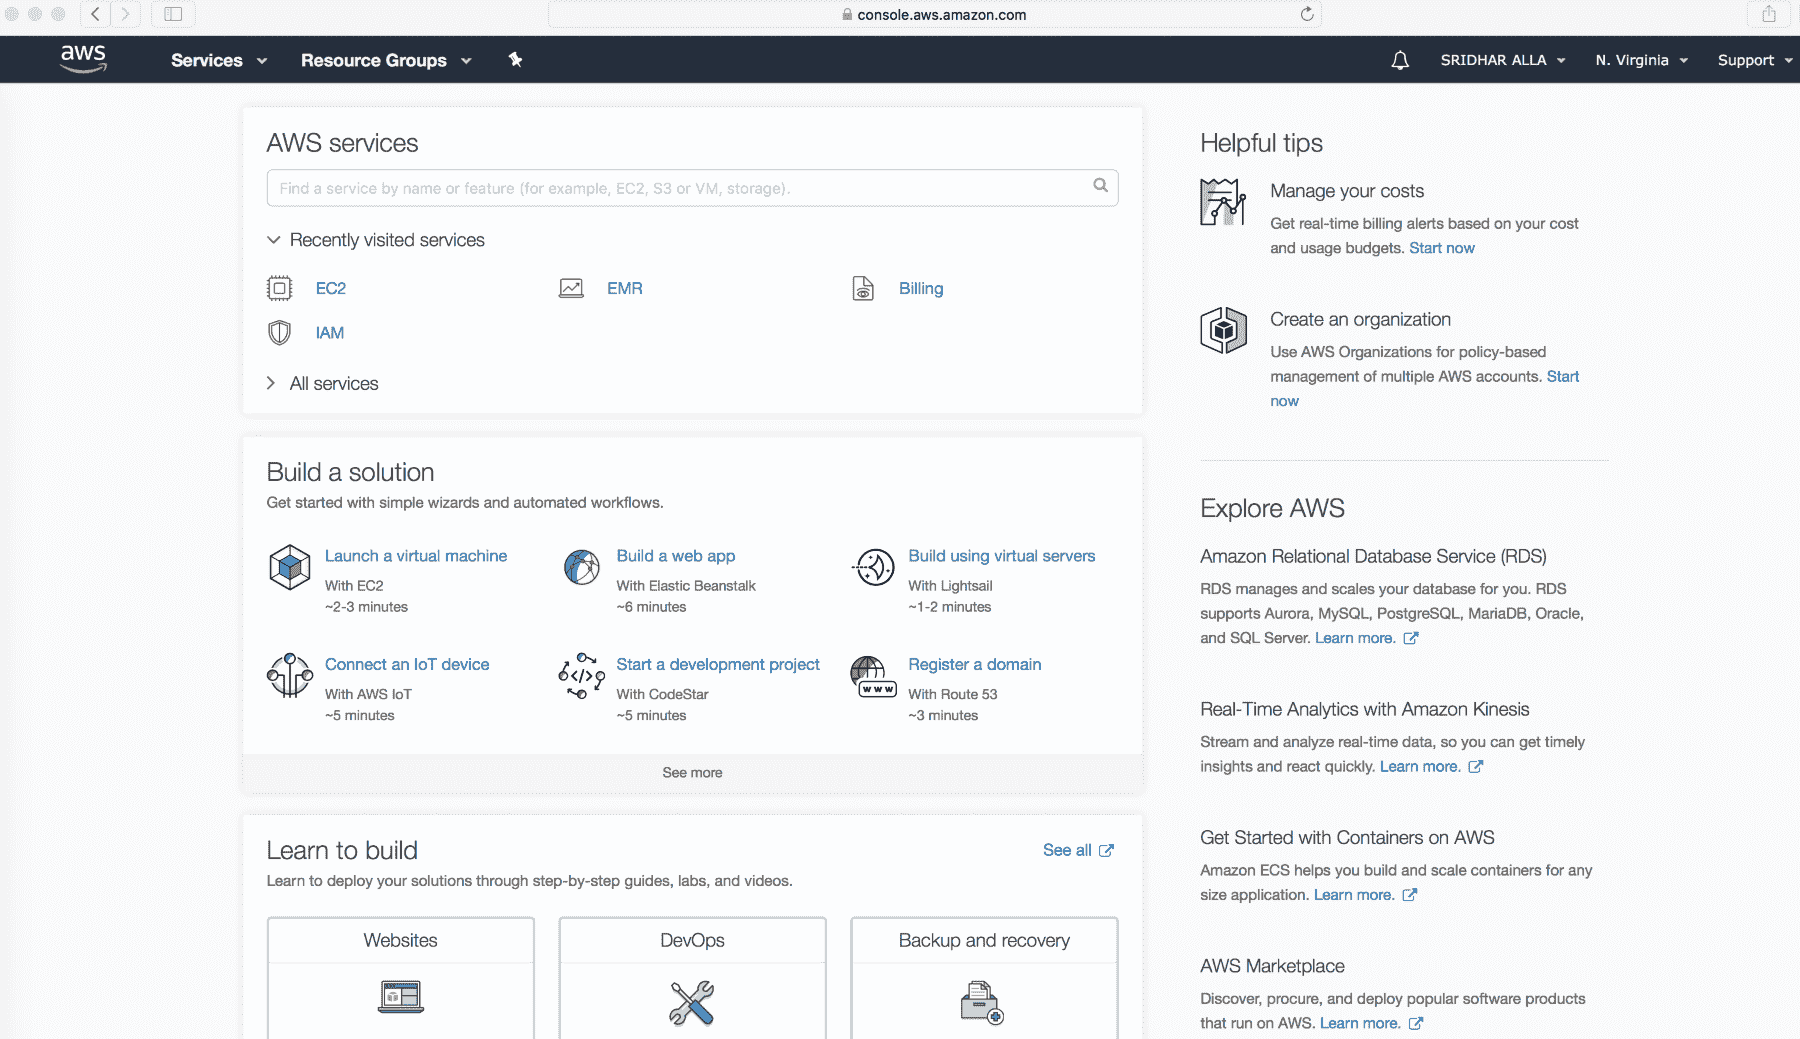 console.aws.amazon.com
aws
Services
Resource Groups
SRIDHAR ALLA
N. Virginia
Support
AWS services
Find a service by name or feature (for example, EC2, S3 or VM, storage).
Recently visited services
EC2
EMR
Billing
IAM
All services
Build a solution
Get started with simple wizards and automated workflows.
Launch a virtual machine
With EC2
~2-3 minutes
Build a web app
With Elastic Beanstalk
~6 minutes
Build using virtual servers
With Lightsail
~1-2 minutes
Connect an IoT device
With AWS IoT
~5 minutes
Start a development project
With CodeStar
~5 minutes
Register a domain
With Route 53
~3 minutes
See more
Learn to build
See all
Learn to deploy your solutions through step-by-step guides, labs, and videos.
Websites
DevOps
Backup and recovery
Helpful tips
Manage your costs
Get real-time billing alerts based on your cost
and usage budgets. Start now
Create an organization
Use AWS Organizations for policy-based
management of multiple AWS accounts. Start
now
Explore AWS
Amazon Relational Database Service (RDS)
RDS manages and scales your database for you. RDS
supports Aurora, MySQL, PostgreSQL, MariaDB, Oracle,
and SQL Server. Learn more.
Real-Time Analytics with Amazon Kinesis
Stream and analyze real-time data, so you can get timely
insights and react quickly. Learn more.
Get Started with Containers on AWS
Amazon ECS helps you build and scale containers for any
size application. Learn more.
AWS Marketplace
Discover, procure, and deploy popular software products
that run on AWS. Learn more.